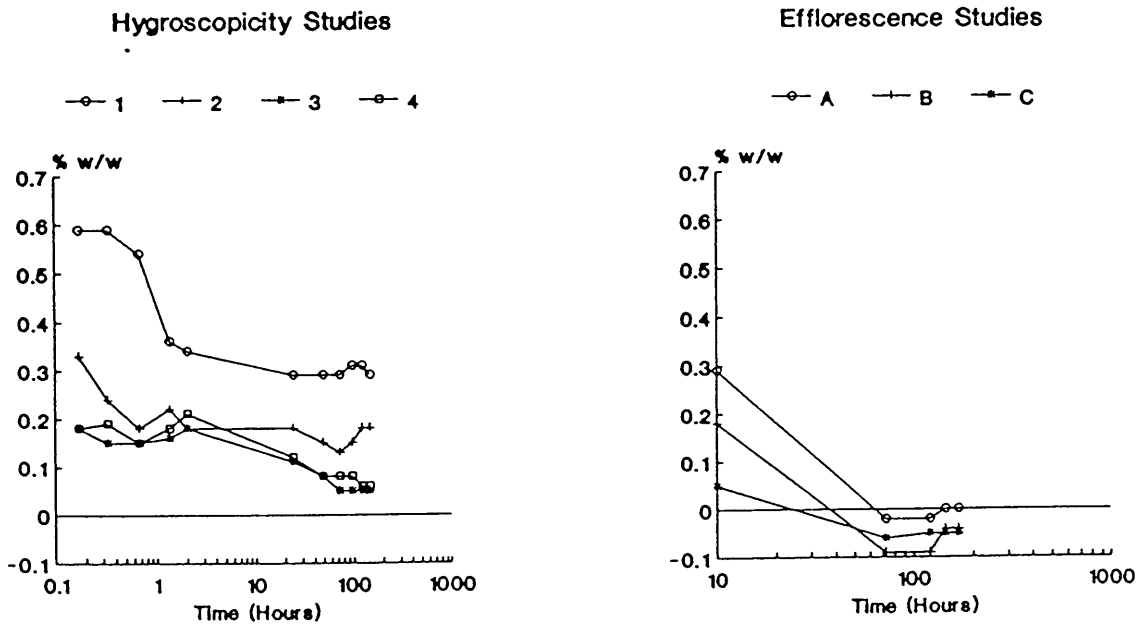 Hygroscopicity Studies
1 2 3 4
% w/w
0.7
0.6
0.5
0.4
0.3
0.2
0.1
0
-0.1
0.1 1 10 100 1000
Time (Hours)
Efflorescence Studies
A B C
% w/w
0.7
0.6
0.5
0.4
0.3
0.2
0.1
0
-0.1
10 100 1000
Time (Hours)